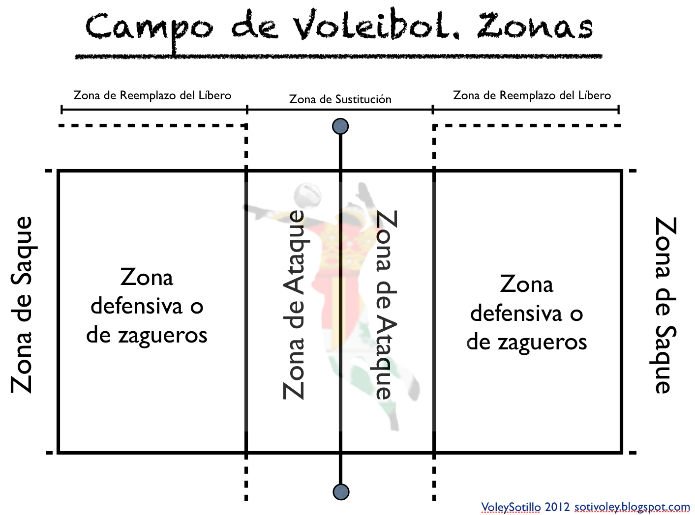 Campo de Voleibol. Zonas
Zona de Reemplazo del Líbero
Zona de Sustitución
Zona de Reemplazo del Líbero
Zona de Saque
Zona
defensiva o
de zagueros
Zona de Ataque
Zona de Ataque
Zona
defensiva o
de zagueros
Zona de Saque
VoleySotillo 2012 sotivoley.blogspot.com